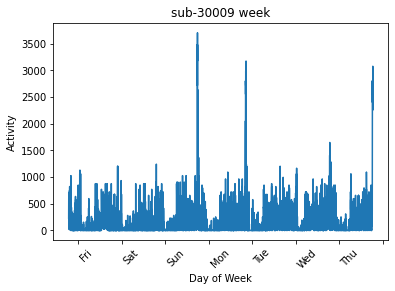 sub-30009 week
3500
3000
2500
2000
1500
1000
500
0
Activity
Fri
Sat
Sun
Mon
Tue
Wed
Thu
Day of Week